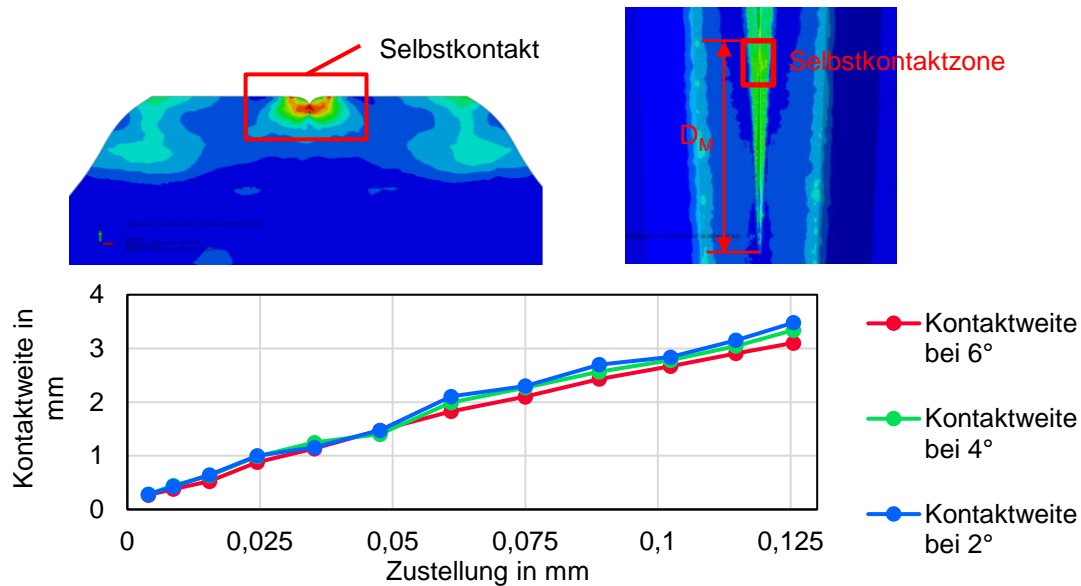 Selbstkontakt
Selbstkontaktzone
D_M
4
3
2
1
0
Kontaktweite in
mm
0
0,025
0,05
0,075
0,1
0,125
Zustellung in mm
Kontaktweite
bei 6°
Kontaktweite
bei 4°
Kontaktweite
bei 2°